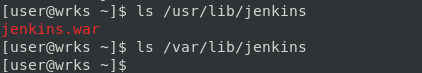 [user@wrks ~]$ ls /usr/lib/jenkins
jenkins.war
[user@wrks ~]$ ls /var/lib/jenkins
[user@wrks ~]$